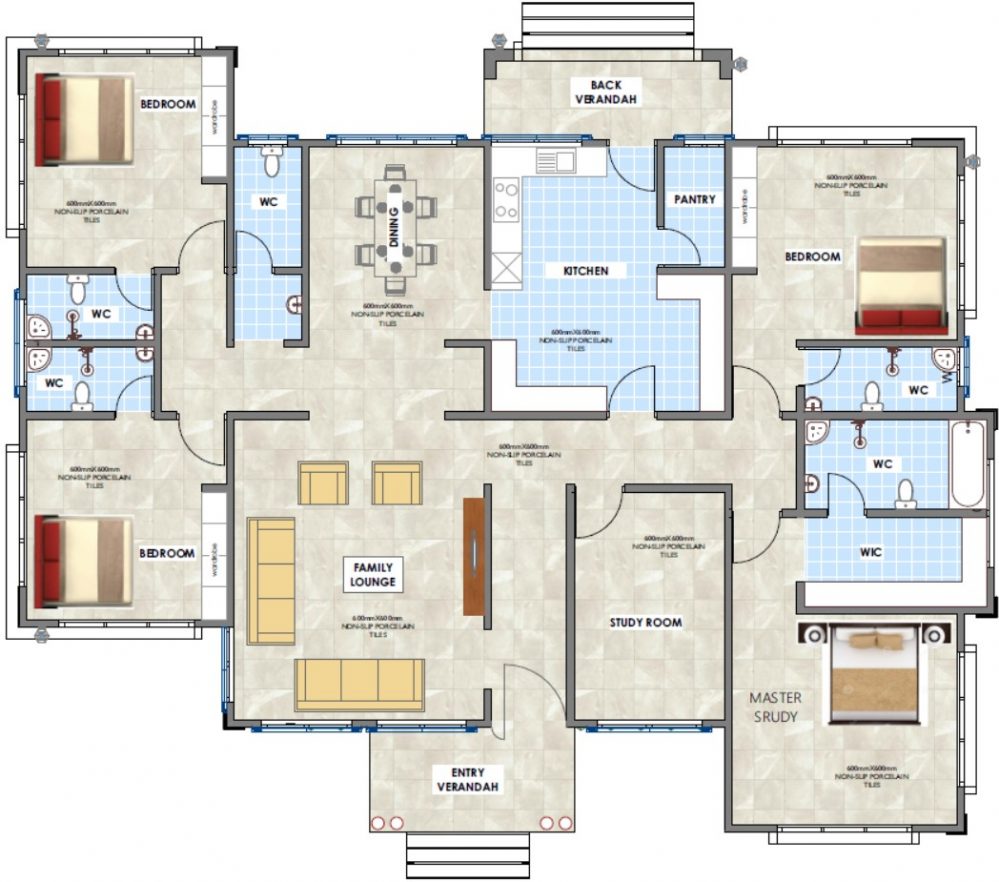 BACK
VERANDAH
BEDROOM
wardrobe
600mmX600mm
NON-SLIP PORCELAIN
TILES
WC
DINING
600mmX600mm
NON-SLIP PORCELAIN
TILES
KITCHEN
600mmX600mm
NON-SLIP PORCELAIN
TILES
PANTRY
wardrobe
600mmX600mm
NON-SLIP PORCELAIN
TILES
BEDROOM
WC
WC
WC
W
600mmX600mm
NON-SLIP PORCELAIN
TILES
WC
600mmX600mm
NON-SLIP PORCELAIN
TILES
BEDROOM
wardrobe
FAMILY
LOUNGE
600mmX600mm
NON-SLIP PORCELAIN
TILES
600mmX600mm
NON-SLIP PORCELAIN
TILES
STUDY ROOM
WIC
MASTER
SRUDY
600mmX600mm
NON-SLIP PORCELAIN
TILES
ENTRY
VERANDAH